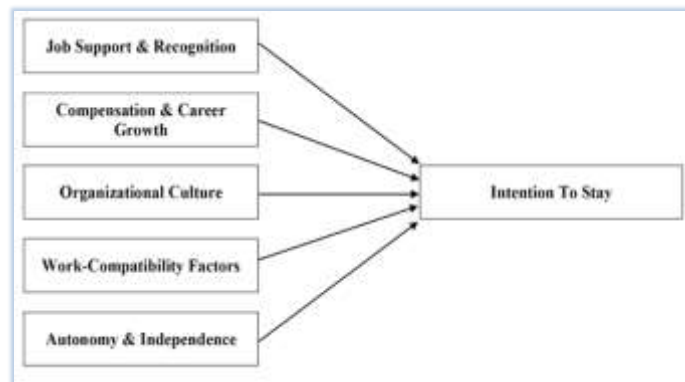 Job Support & Recognition
Compensation & Career
Growth
Organizational Culture
Intention To Stay
Work-Compatibility Factors
Autonomy & Independence